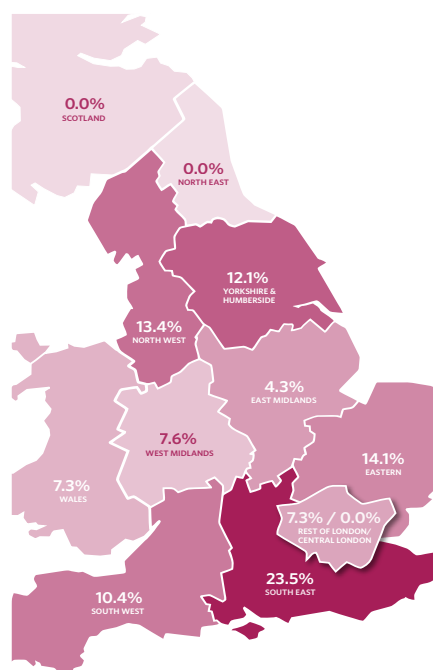 0.0%
SCOTLAND
0.0%
NORTH EAST
12.1%
YORKSHIRE &
HUMBERSIDE
13.4%
NORTH WEST
4.3%
EAST MIDLANDS
7.6%
WEST MIDLANDS
14.1%
EASTERN
7.3%
WALES
7.3% / 0.0%
REST OF LONDON/
CENTRAL LONDON
23.5%
SOUTH EAST
10.4%
SOUTH WEST